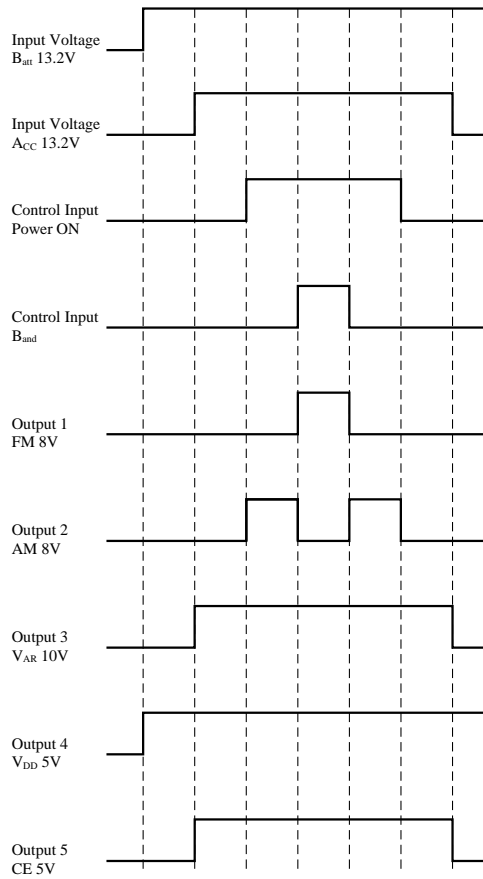 Input Voltage
Batt 13.2V
Input Voltage
ACC 13.2V
Control Input
Power ON
Control Input
Band
Output 1
FM 8V
Output 2
AM 8V
Output 3
VAR 10V
Output 4
VDD 5V
Output 5
CE 5V